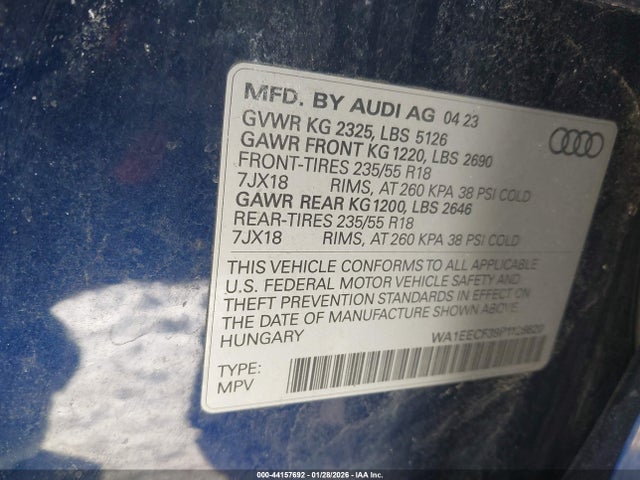 MFD. BY AUDI AG 04 23
GVWR KG 2325, LBS 5126
GAWR FRONT KG 1220, LBS 2690
FRONT-TIRES 235/55 R18
7JX18 RIMS, AT 260 KPA 38 PSI COLD
GAWR REAR KG 1200, LBS 2646
REAR-TIRES 235/55 R18
7JX18 RIMS, AT 260 KPA 38 PSI COLD
THIS VEHICLE CONFORMS TO ALL APPLICABLE
U.S. FEDERAL MOTOR VEHICLE SAFETY AND
THEFT PREVENTION STANDARDS IN EFFECT ON
THE DATE OF MANUFACTURE SHOWN ABOVE.
HUNGARY
TYPE:
MPV
000-44157692 - 01/28/2026 - IAA Inc.